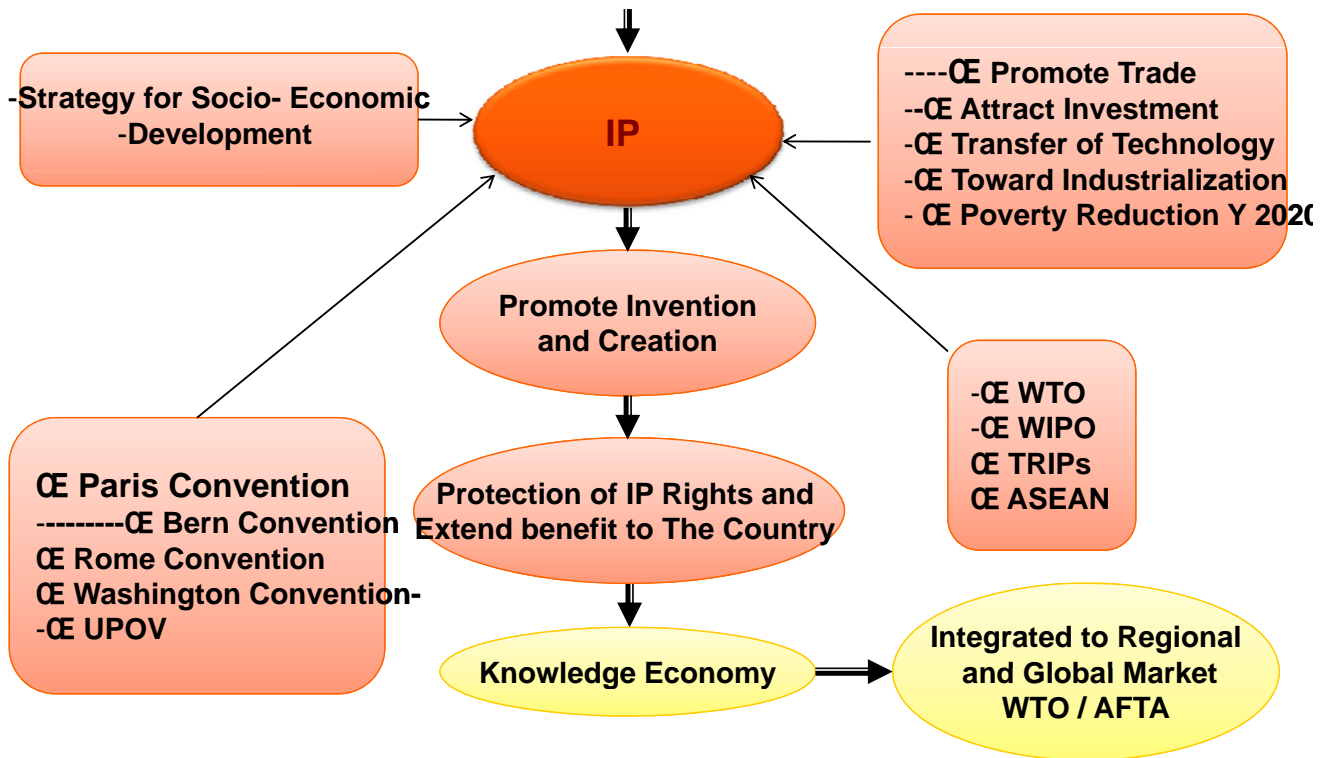 -Strategy for Socio- Economic
-Development
IP
----Œ Promote Trade
--Œ Attract Investment
-Œ Transfer of Technology
-Œ Toward Industrialization
- Œ Poverty Reduction Y 2020
Promote Invention
and Creation
-Œ WTO
-Œ WIPO
Œ TRIPs
Œ ASEAN
Œ Paris Convention
---------Œ Bern Convention
Œ Rome Convention
Œ Washington Convention-
-Œ UPOV
Protection of IP Rights and
Extend benefit to The Country
Knowledge Economy
Integrated to Regional
and Global Market
WTO / AFTA